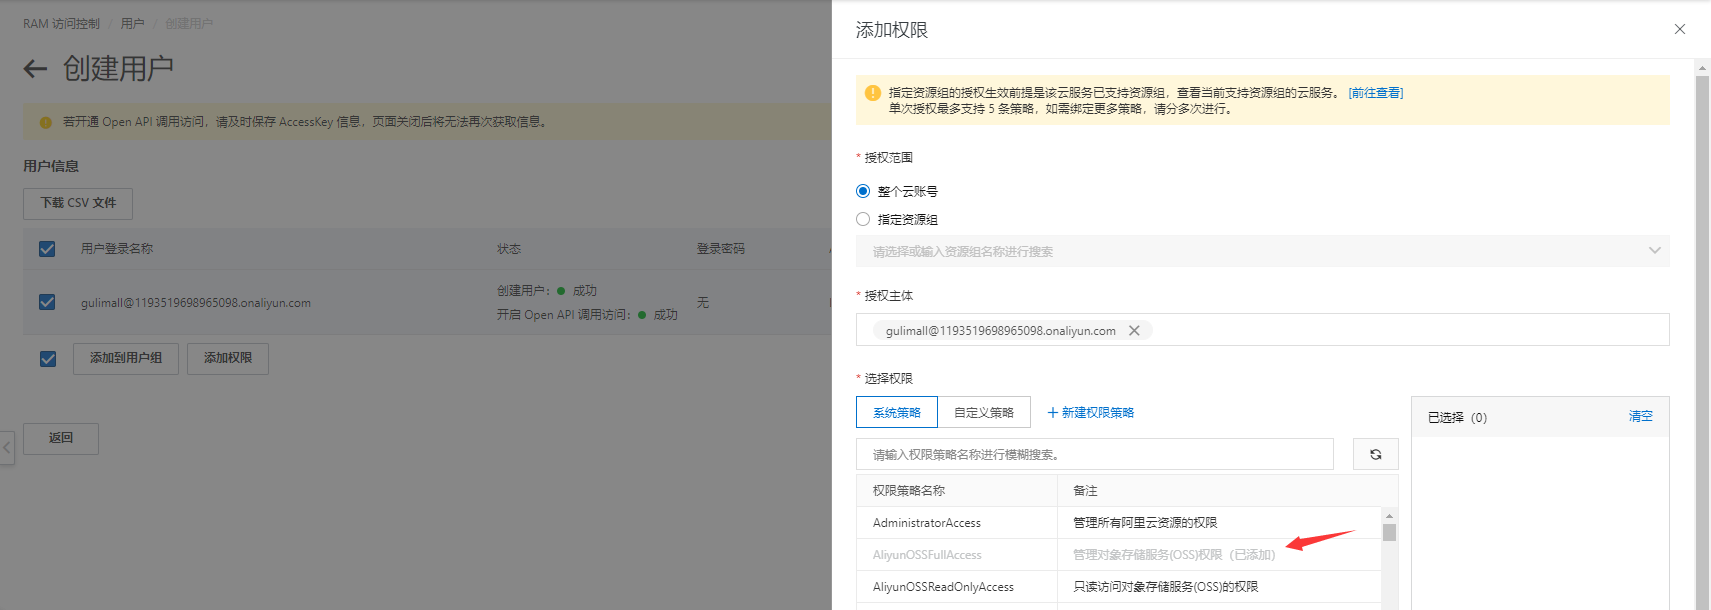 RAM 访问控制 / 用户 / 创建用户
← 创建用户
若开通 Open API 调用访问，请及时保存 AccessKey 信息，页面关闭后将无法再次获取信息。
用户信息
下载 CSV 文件
用户登录名称 状态 登录密码
gulimall@1193519698965098.onaliyun.com 创建用户： 成功 无
开启 Open API 调用访问： 成功
添加到用户组 添加权限
返回
添加权限
指定资源组的授权生效前提是该云服务已支持资源组，查看当前支持资源组的云服务。 [前往查看]
单次授权最多支持 5 条策略，如需绑定更多策略，请分多次进行。
* 授权范围
整个云账号
指定资源组
请选择或输入资源组名称进行搜索
* 授权主体
gulimall@1193519698965098.onaliyun.com
* 选择权限
系统策略 自定义策略 + 新建权限策略
请输入权限策略名称进行模糊搜索。
权限策略名称 备注
AdministratorAccess 管理所有阿里云资源的权限
AliyunOSSFullAccess 管理对象存储服务(OSS)权限（已添加）
AliyunOSSReadOnlyAccess 只读访问对象存储服务(OSS)的权限
已选择（0） 清空